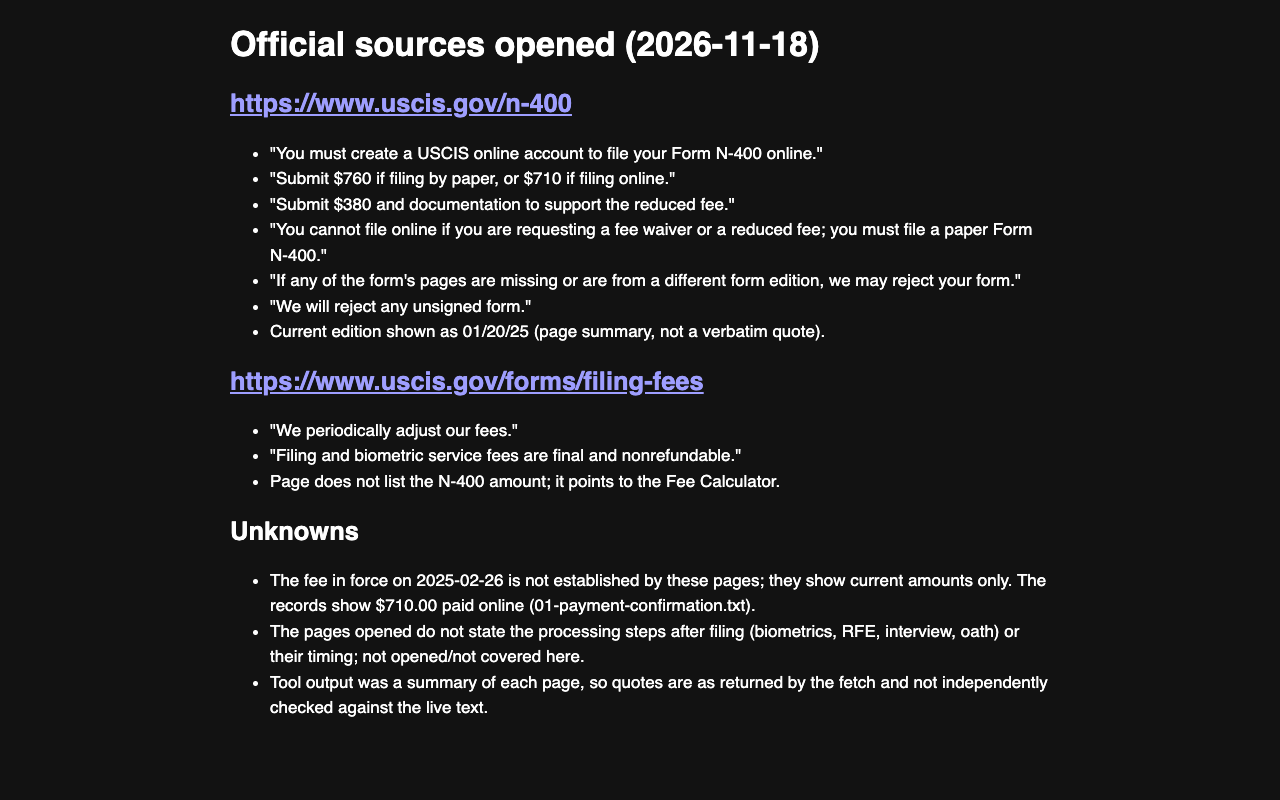 Official sources opened (2026-11-18)
https://www.uscis.gov/n-400
• "You must create a USCIS online account to file your Form N-400 online."
• "Submit $760 if filing by paper, or $710 if filing online."
• "Submit $380 and documentation to support the reduced fee."
• "You cannot file online if you are requesting a fee waiver or a reduced fee; you must file a paper Form
N-400."
• "If any of the form's pages are missing or are from a different form edition, we may reject your form."
• "We will reject any unsigned form."
• Current edition shown as 01/20/25 (page summary, not a verbatim quote).
https://www.uscis.gov/forms/filing-fees
• "We periodically adjust our fees."
• "Filing and biometric service fees are final and nonrefundable."
• Page does not list the N-400 amount; it points to the Fee Calculator.
Unknowns
• The fee in force on 2025-02-26 is not established by these pages; they show current amounts only. The
records show $710.00 paid online (01-payment-confirmation.txt).
• The pages opened do not state the processing steps after filing (biometrics, RFE, interview, oath) or
their timing; not opened/not covered here.
• Tool output was a summary of each page, so quotes are as returned by the fetch and not independently
checked against the live text.